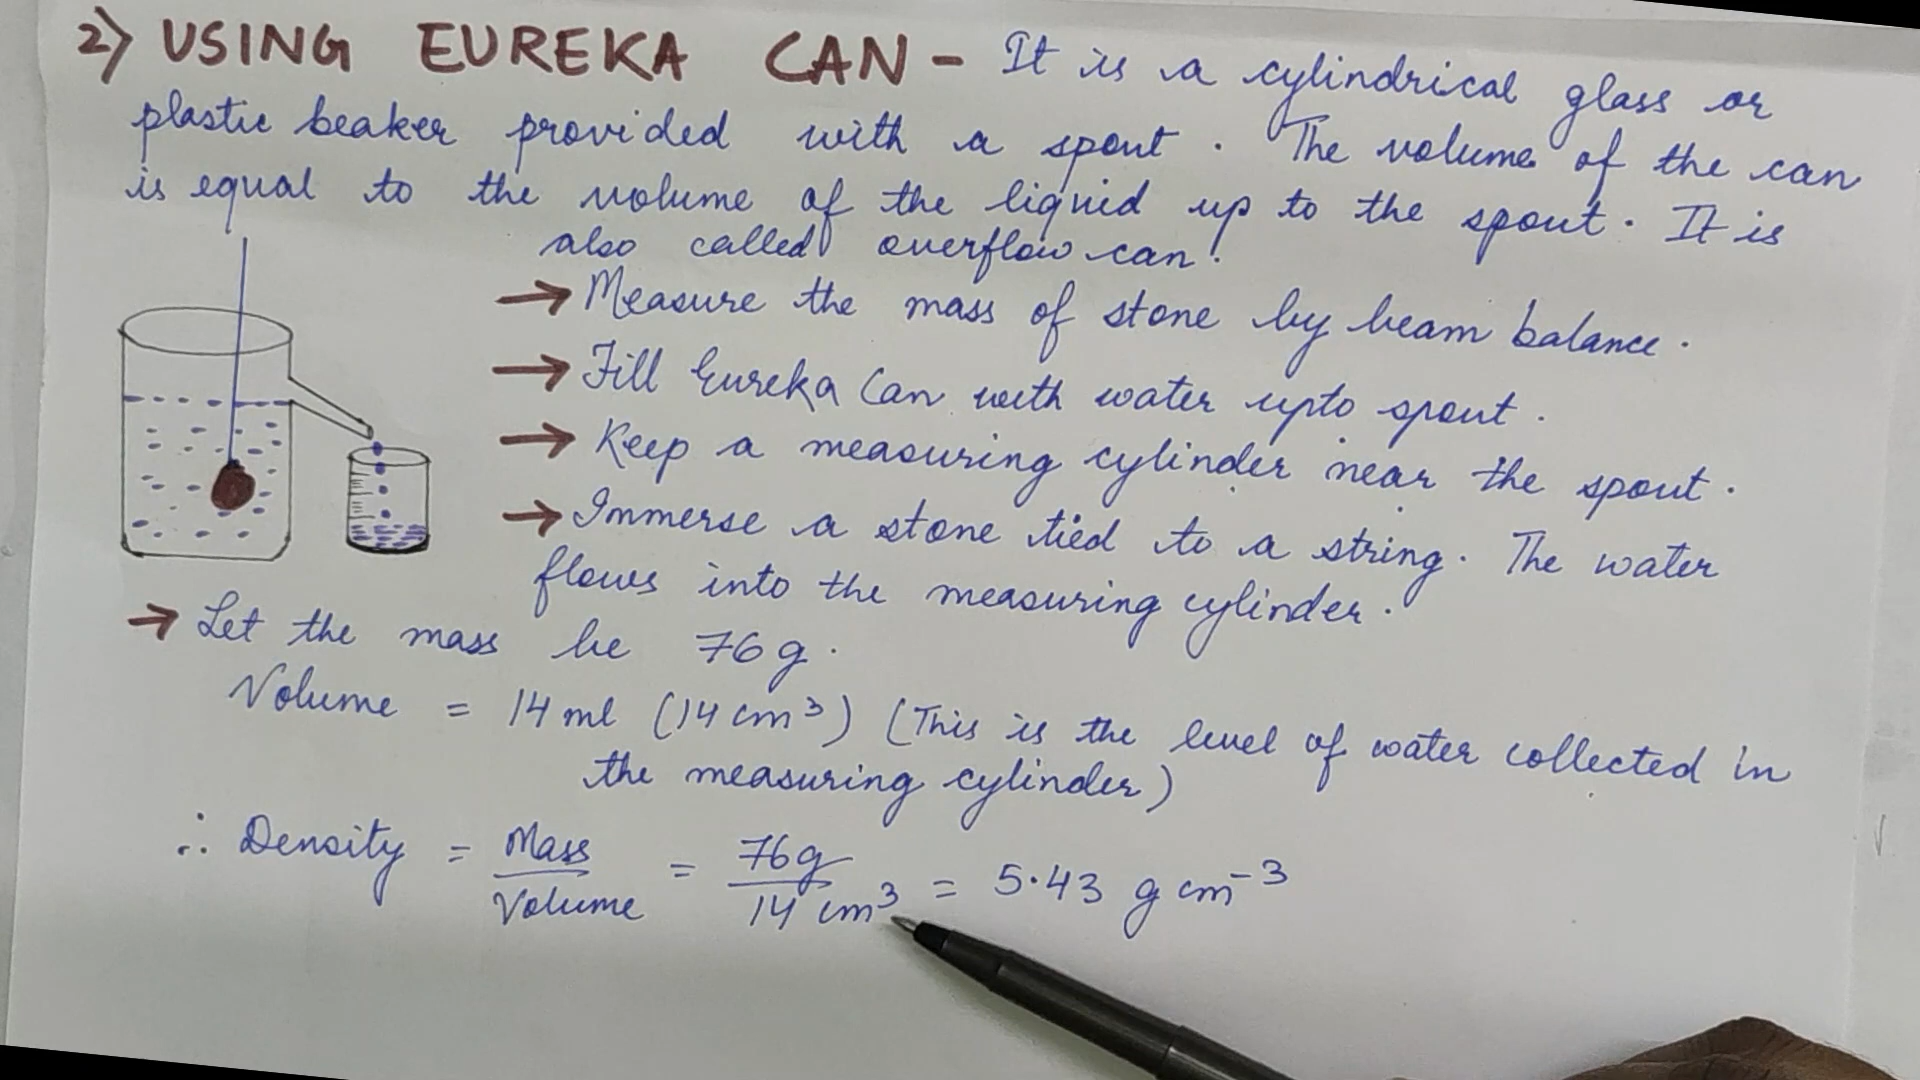 2) USING EUREKA CAN - It is a cylindrical glass or
plastic beaker provided with a spout. The volume of the can
is equal to the volume of the liquid up to the spout. It is
also called overflow can.
→ Measure the mass of stone by beam balance.
→ Fill Eureka Can with water upto spout.
→ Keep a measuring cylinder near the spout.
→ Immerse a stone tied to a string. The water
flows into the measuring cylinder.
→ Let the mass be 76g.
Volume = 14 ml (14 cm³) (This is the level of water collected in
the measuring cylinder)
∴ Density = Mass/Volume = 76g/14 cm³ = 5.43 g cm⁻³